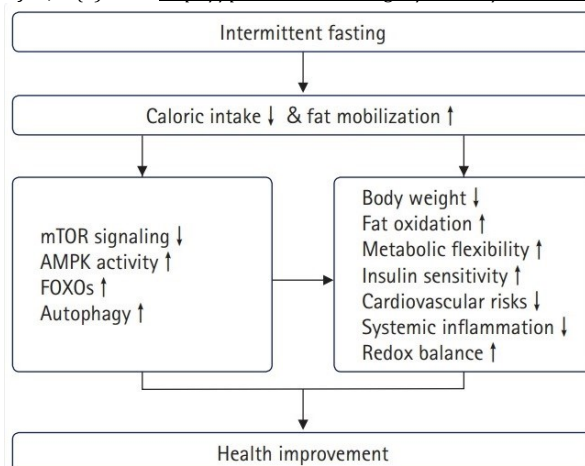 Intermittent fasting
Caloric intake ↓ & fat mobilization ↑
mTOR signaling ↓
AMPK activity ↑
FOXOs ↑
Autophagy ↑
Body weight ↓
Fat oxidation ↑
Metabolic flexibility ↑
Insulin sensitivity ↑
Cardiovascular risks ↓
Systemic inflammation ↓
Redox balance ↑
Health improvement